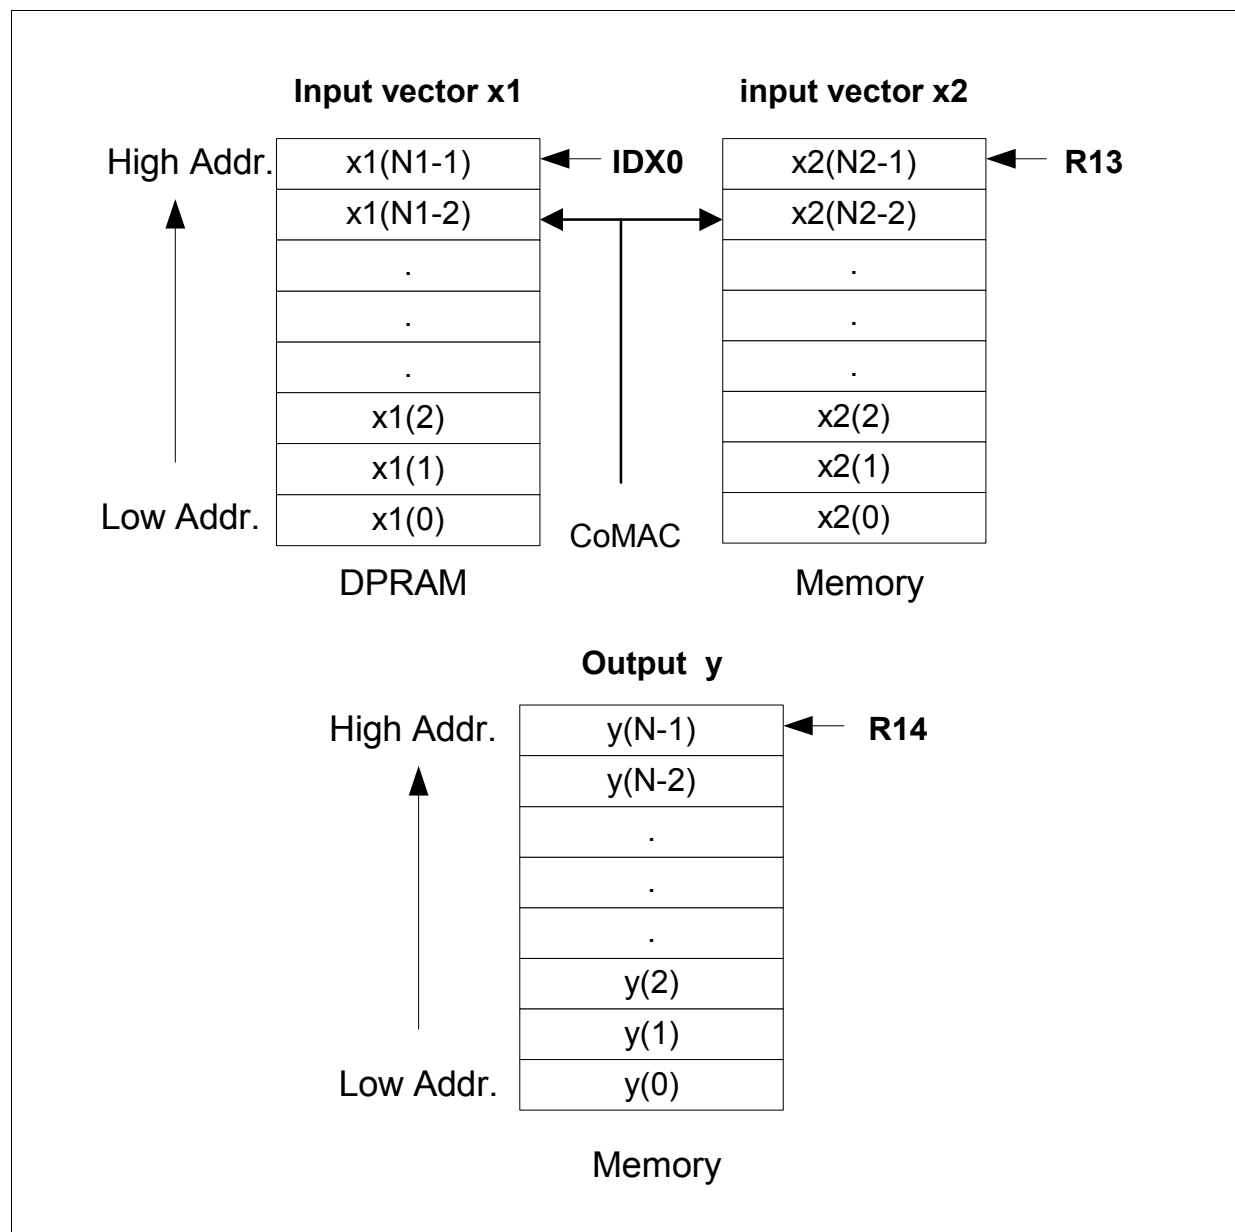 Input vector x1
input vector x2
High Addr.
x1(N1-1)
IDX0
x2(N2-1)
R13
x1(N1-2)
x2(N2-2)
.
.
.
.
.
.
x1(2)
x2(2)
x1(1)
x2(1)
Low Addr.
x1(0)
CoMAC
x2(0)
DPRAM
Memory
Output y
High Addr.
y(N-1)
R14
y(N-2)
.
.
.
y(2)
y(1)
Low Addr.
y(0)
Memory